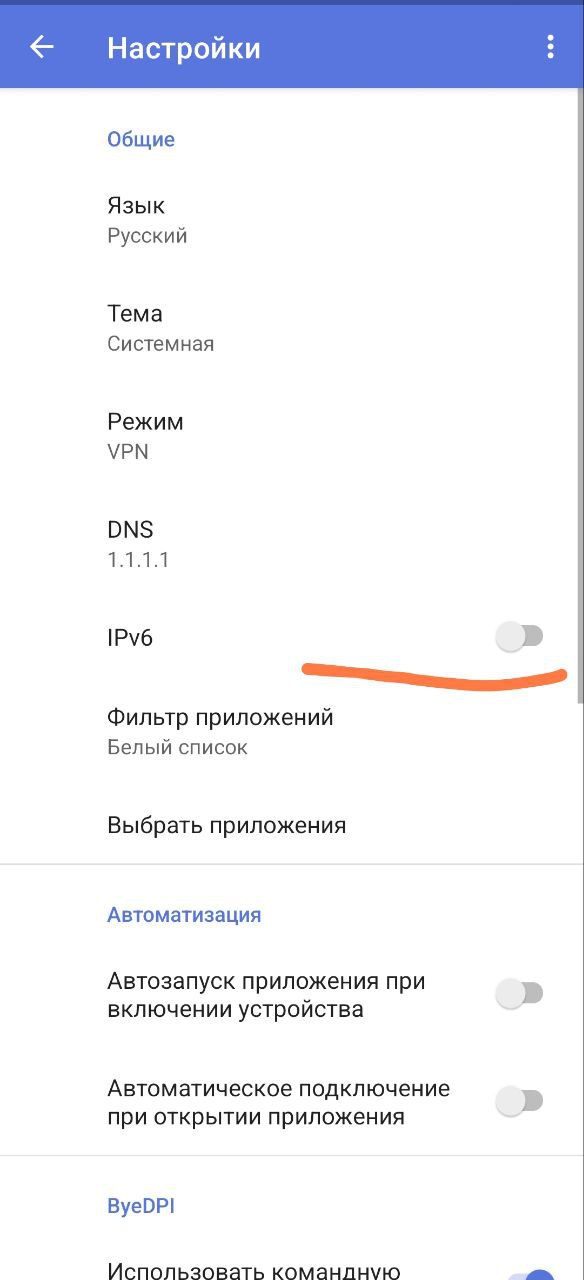 Настройки
Общие
Язык
Русский
Тема
Системная
Режим
VPN
DNS
1.1.1.1
IPv6
Фильтр приложений
Белый список
Выбрать приложения
Автоматизация
Автозапуск приложения при
включении устройства
Автоматическое подключение
при открытии приложения
ByeDPI
Использовать командную